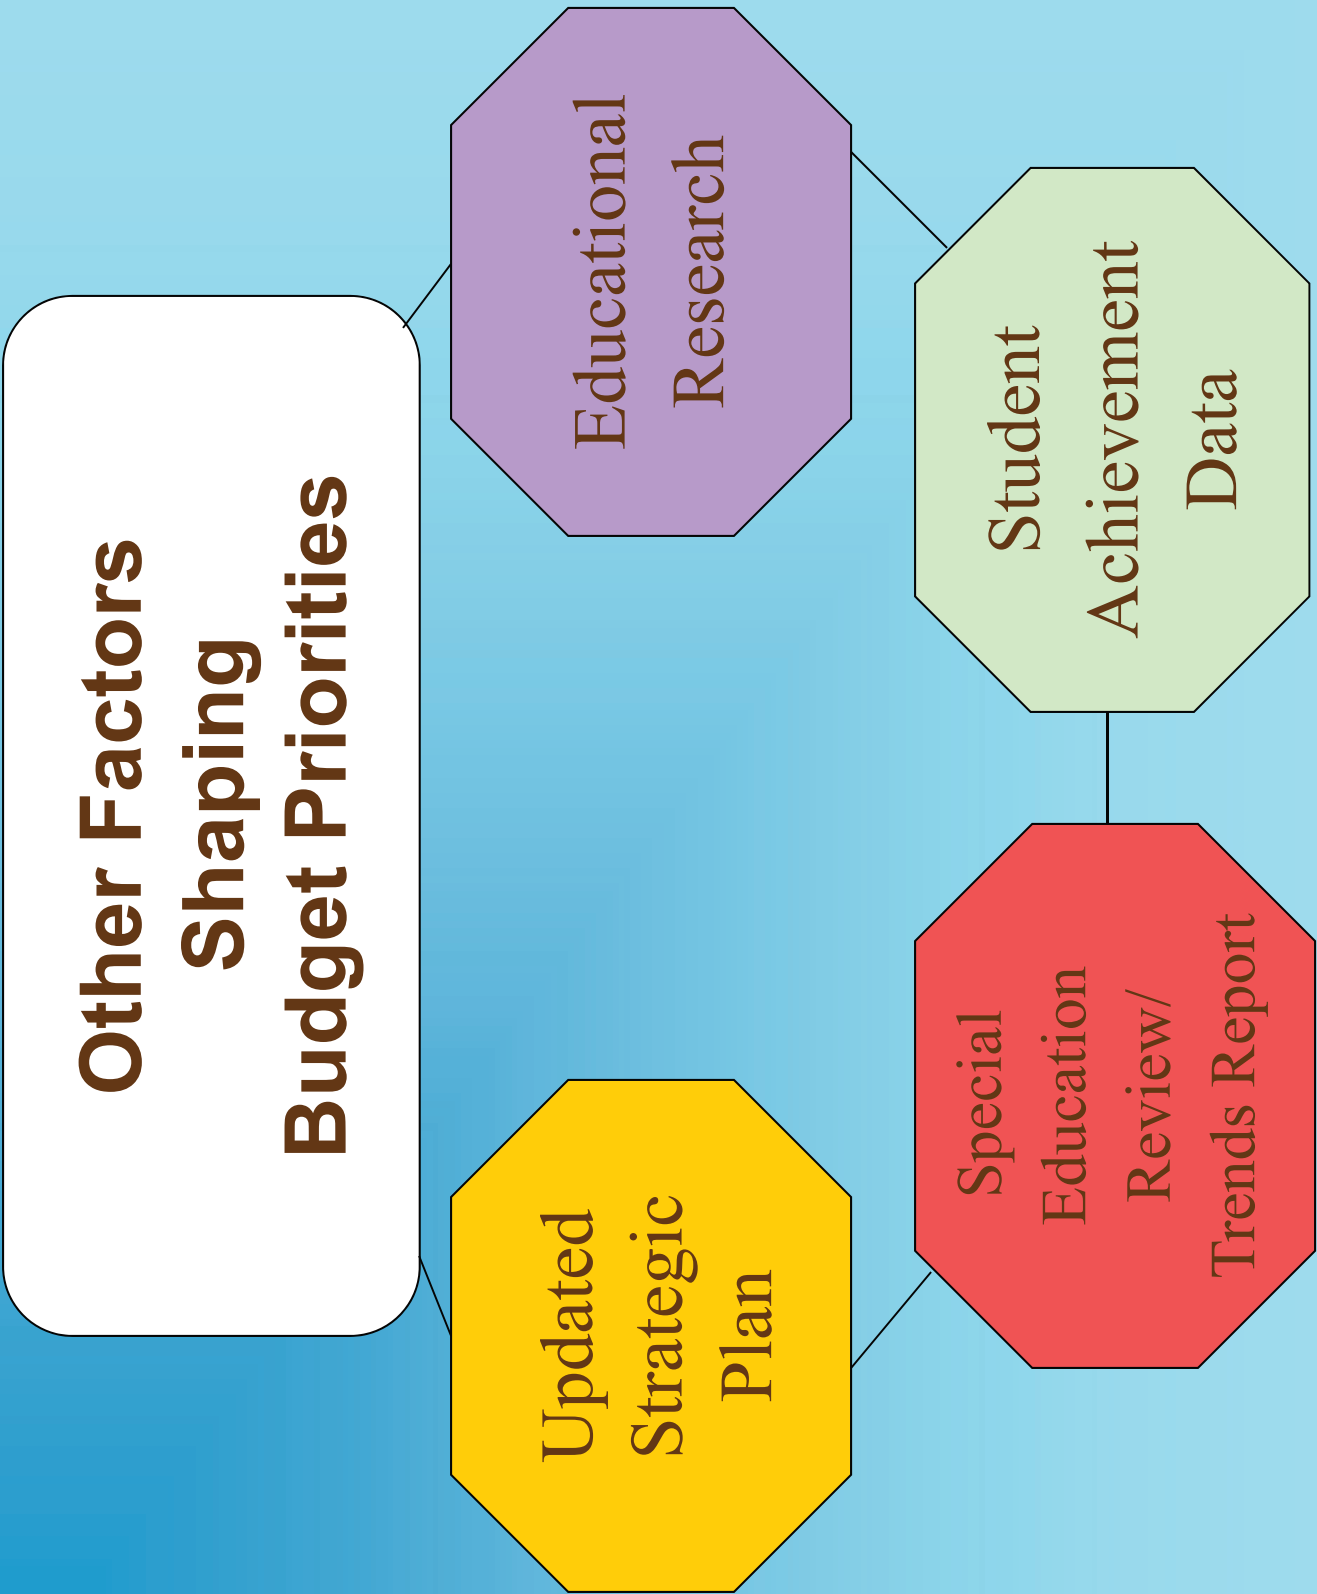 Other Factors
Shaping
Budget Priorities
Updated
Strategic
Plan
Educational
Research
Special
Education
Review/
Trends Report
Student
Achievement
Data